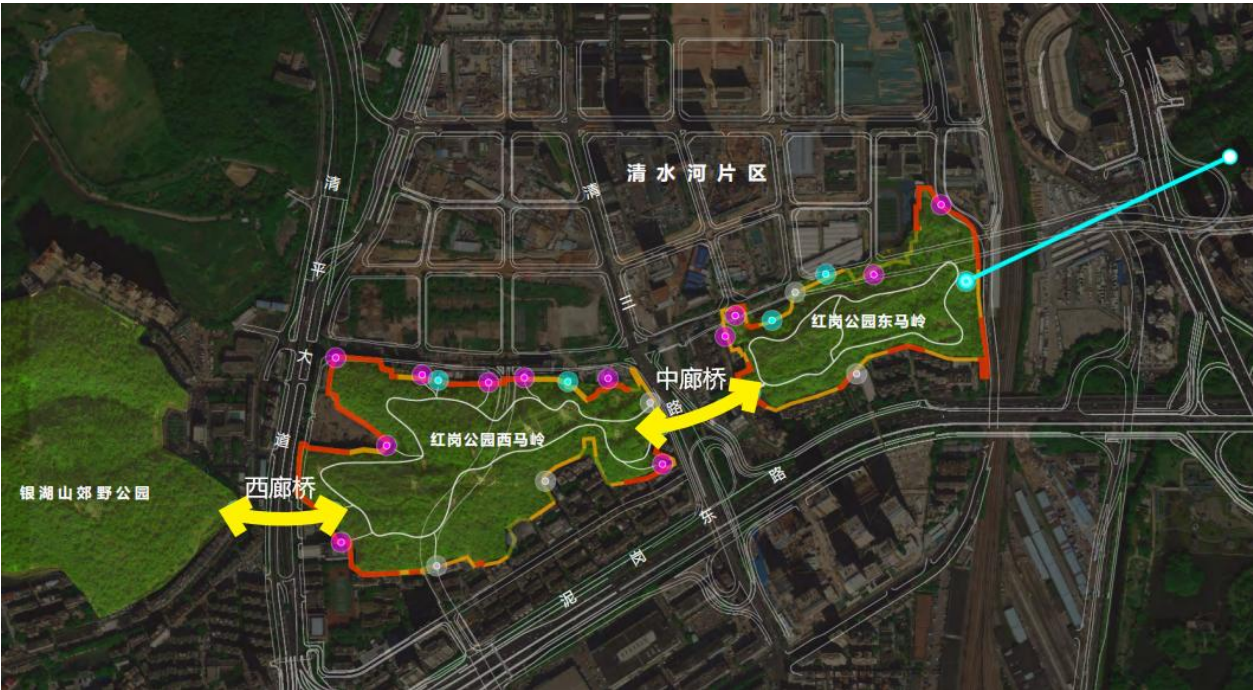 清水河片区
清平大道
清三路
红岗公园东马岭
中廊桥
红岗公园西马岭
西廊桥
银湖山郊野公园
泥岗东路